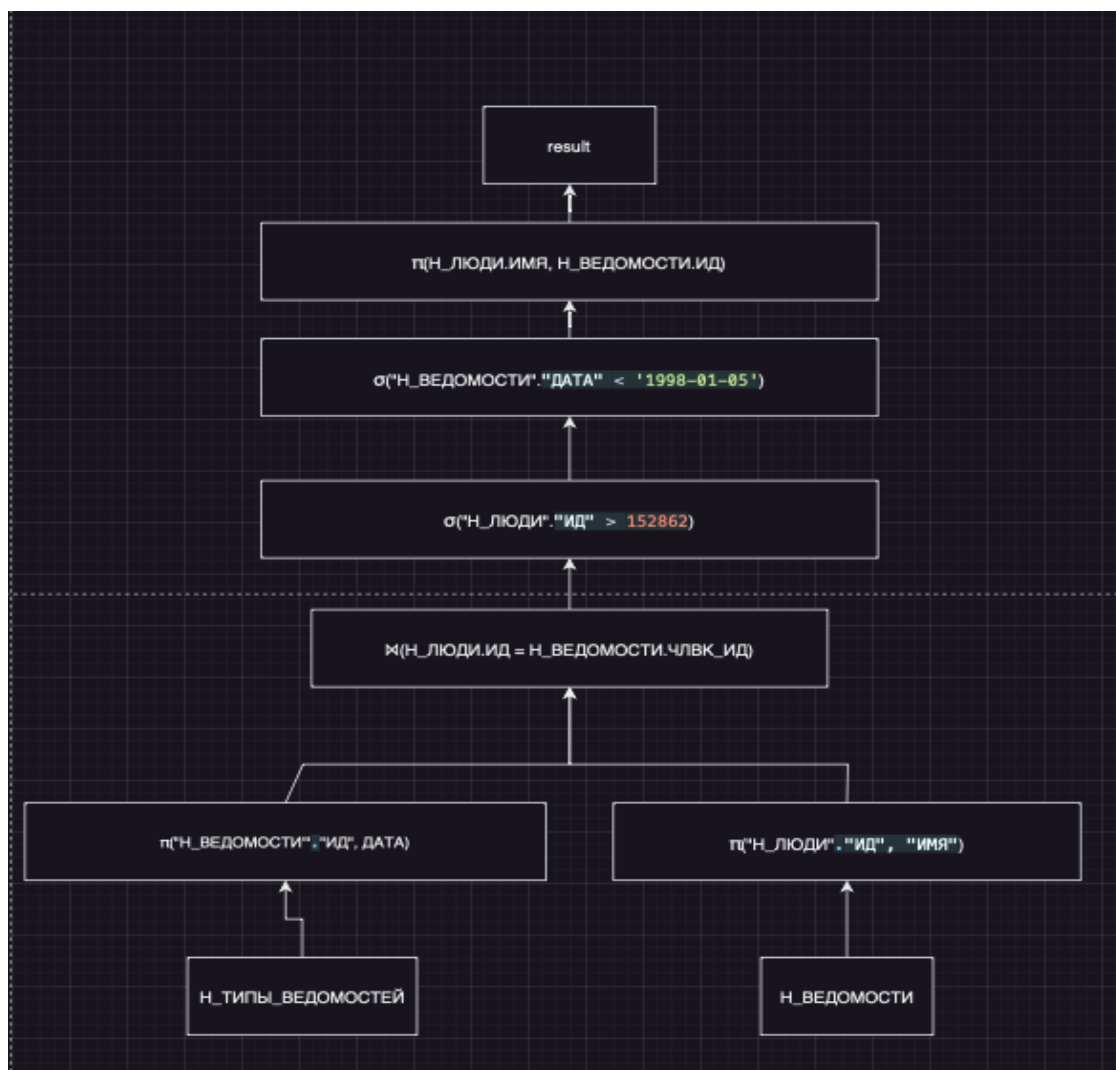 result
π(Н_ЛЮДИ.ИМЯ, Н_ВЕДОМОСТИ.ИД)
σ("Н_ВЕДОМОСТИ"."ДАТА" < '1998-01-05')
σ("Н_ЛЮДИ"."ИД" > 152862)
⋈(Н_ЛЮДИ.ИД = Н_ВЕДОМОСТИ.ЧЛВК_ИД)
π("Н_ВЕДОМОСТИ"."ИД", ДАТА)
π("Н_ЛЮДИ"."ИД", "ИМЯ")
Н_ТИПЫ_ВЕДОМОСТЕЙ
Н_ВЕДОМОСТИ